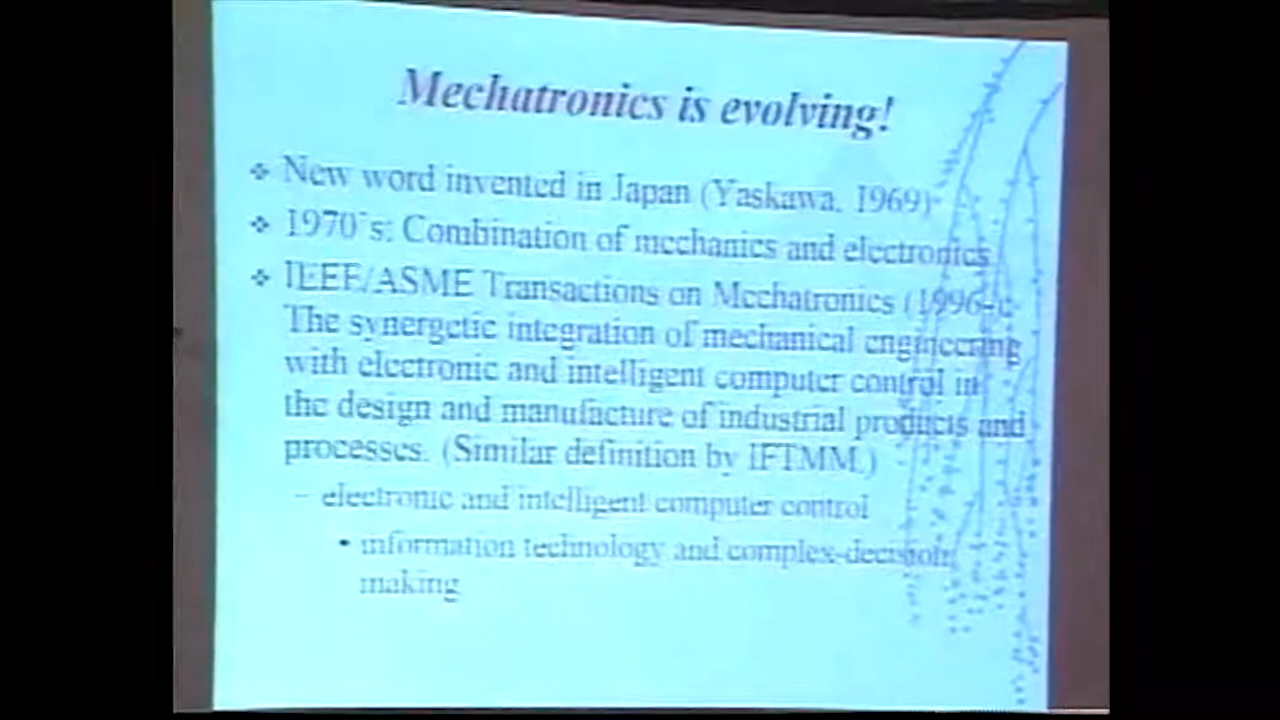 Mechatronics is evolving!
❖ New word invented in Japan (Yaskawa, 1969)
❖ 1970`s: Combination of mechanics and electronics
❖ IEEE/ASME Transactions on Mechatronics (1996-
The synergetic integration of mechanical engineering
with electronic and intelligent computer control in
the design and manufacture of industrial products and
processes. (Similar definition by IFTMM.)
– electronic and intelligent computer control
• information technology and complex-decision
making